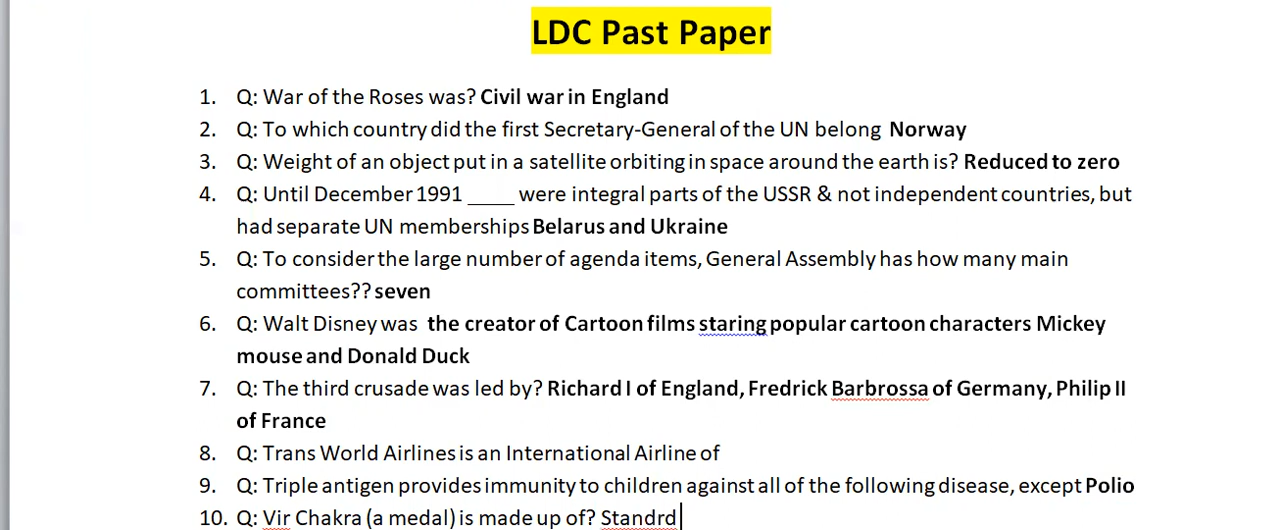 LDC Past Paper
1. Q: War of the Roses was? Civil war in England
2. Q: To which country did the first Secretary-General of the UN belong Norway
3. Q: Weight of an object put in a satellite orbiting in space around the earth is? Reduced to zero
4. Q: Until December 1991 _____ were integral parts of the USSR & not independent countries, but
had separate UN memberships Belarus and Ukraine
5. Q: To consider the large number of agenda items, General Assembly has how many main
committees?? seven
6. Q: Walt Disney was the creator of Cartoon films staring popular cartoon characters Mickey
mouse and Donald Duck
7. Q: The third crusade was led by? Richard I of England, Fredrick Barbrossa of Germany, Philip II
of France
8. Q: Trans World Airlines is an International Airline of
9. Q: Triple antigen provides immunity to children against all of the following disease, except Polio
10. Q: Vir Chakra (a medal) is made up of? Standrd